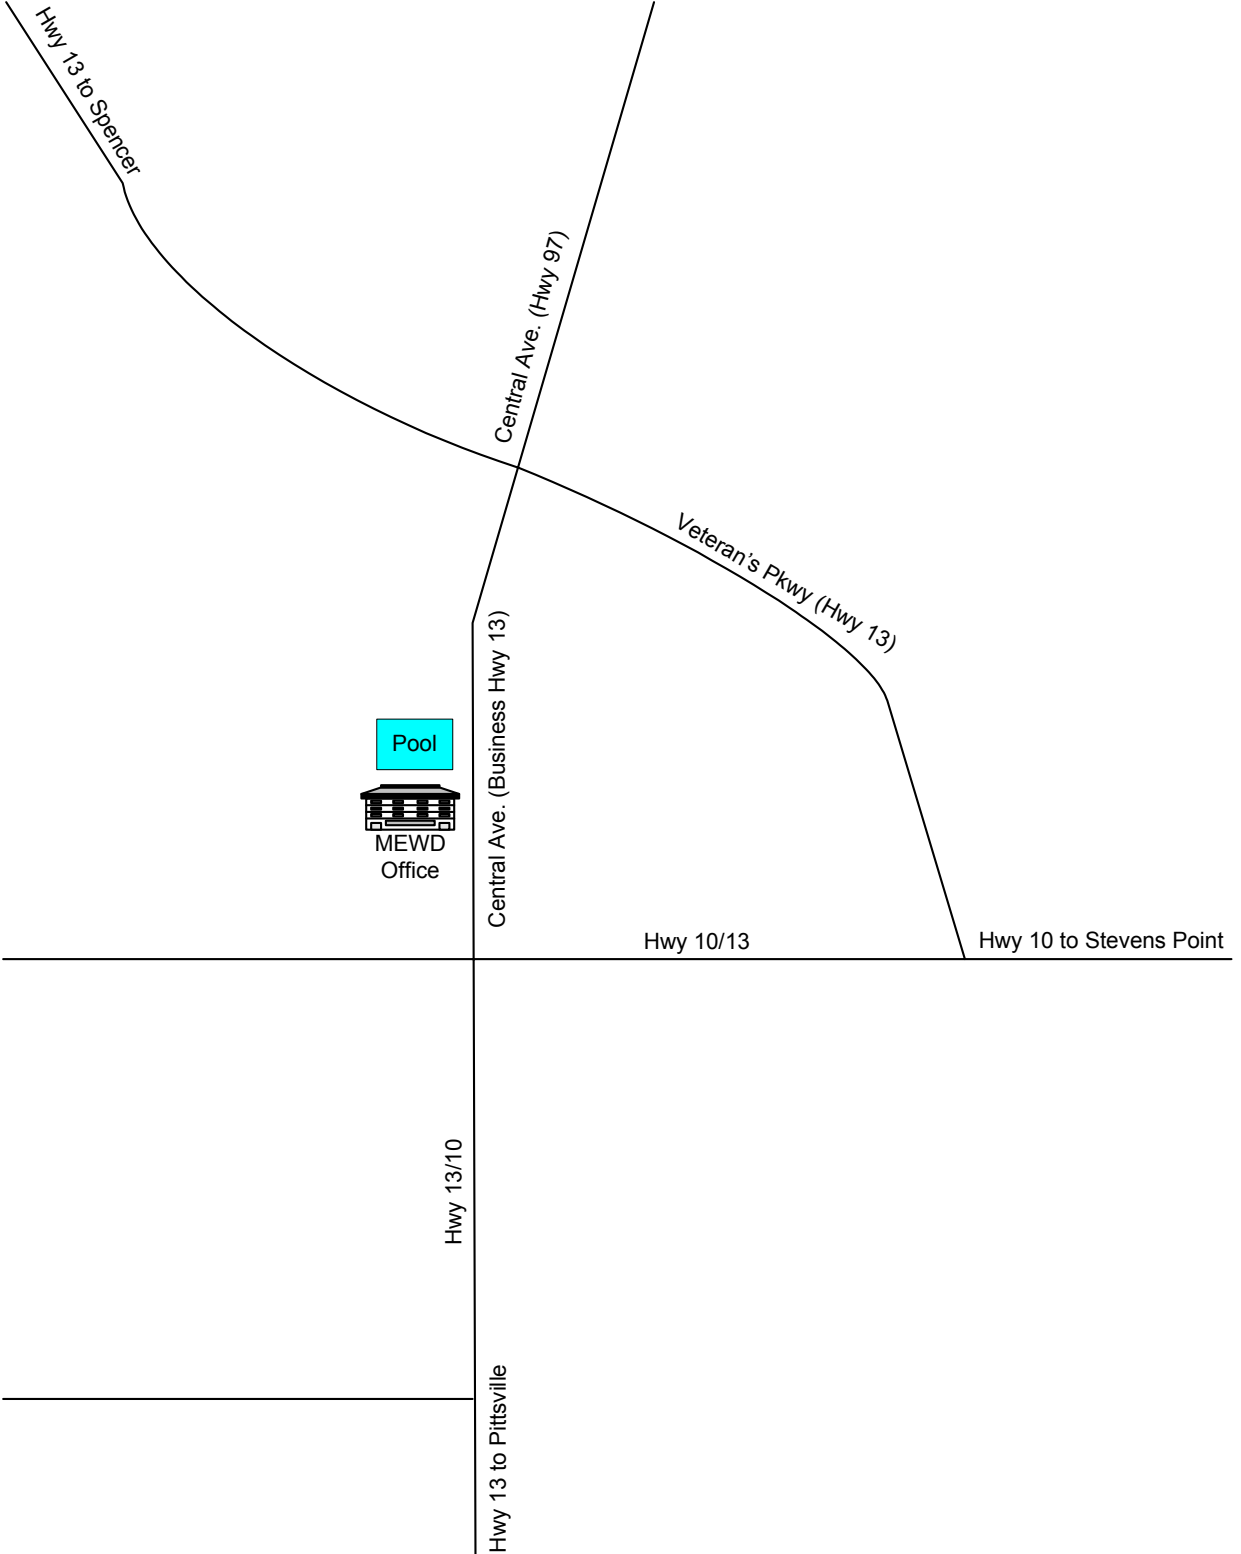 Hwy 13 to Spencer
Central Ave. (Hwy 97)
Veteran's Pkwy (Hwy 13)
Central Ave. (Business Hwy 13)
Pool
MEWD
Office
Hwy 10/13
Hwy 10 to Stevens Point
Hwy 13/10
Hwy 13 to Pittsville